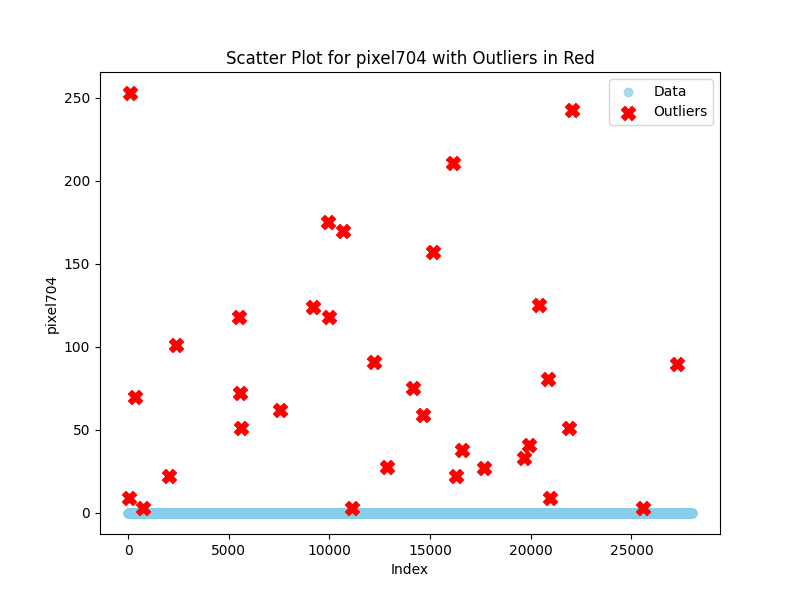 Scatter Plot for pixel704 with Outliers in Red
Data
Outliers
250
200
150
100
50
0
pixel704
0 5000 10000 15000 20000 25000
Index